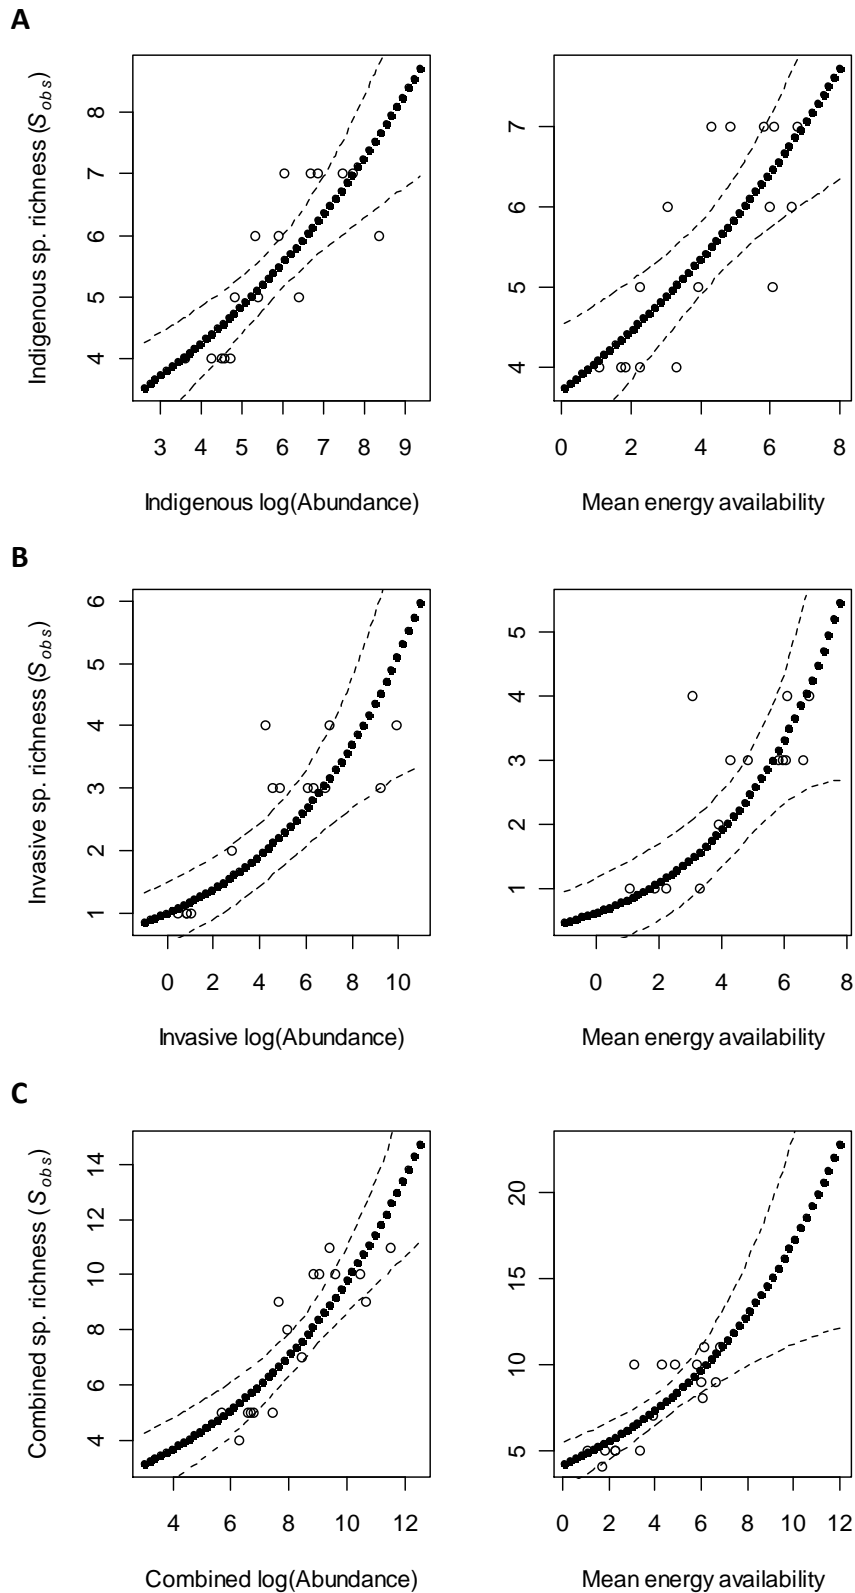 A
Indigenous sp. richness (S_obs)
8
7
6
5
4
3 4 5 6 7 8 9
Indigenous log(Abundance)
7
6
5
4
0 2 4 6 8
Mean energy availability
B
Invasive sp. richness (S_obs)
6
5
4
3
2
1
0 2 4 6 8 10
Invasive log(Abundance)
5
4
3
2
1
0 2 4 6 8
Mean energy availability
C
Combined sp. richness (S_obs)
14
12
10
8
6
4
4 6 8 10 12
Combined log(Abundance)
20
15
10
5
0 2 4 6 8 10 12
Mean energy availability